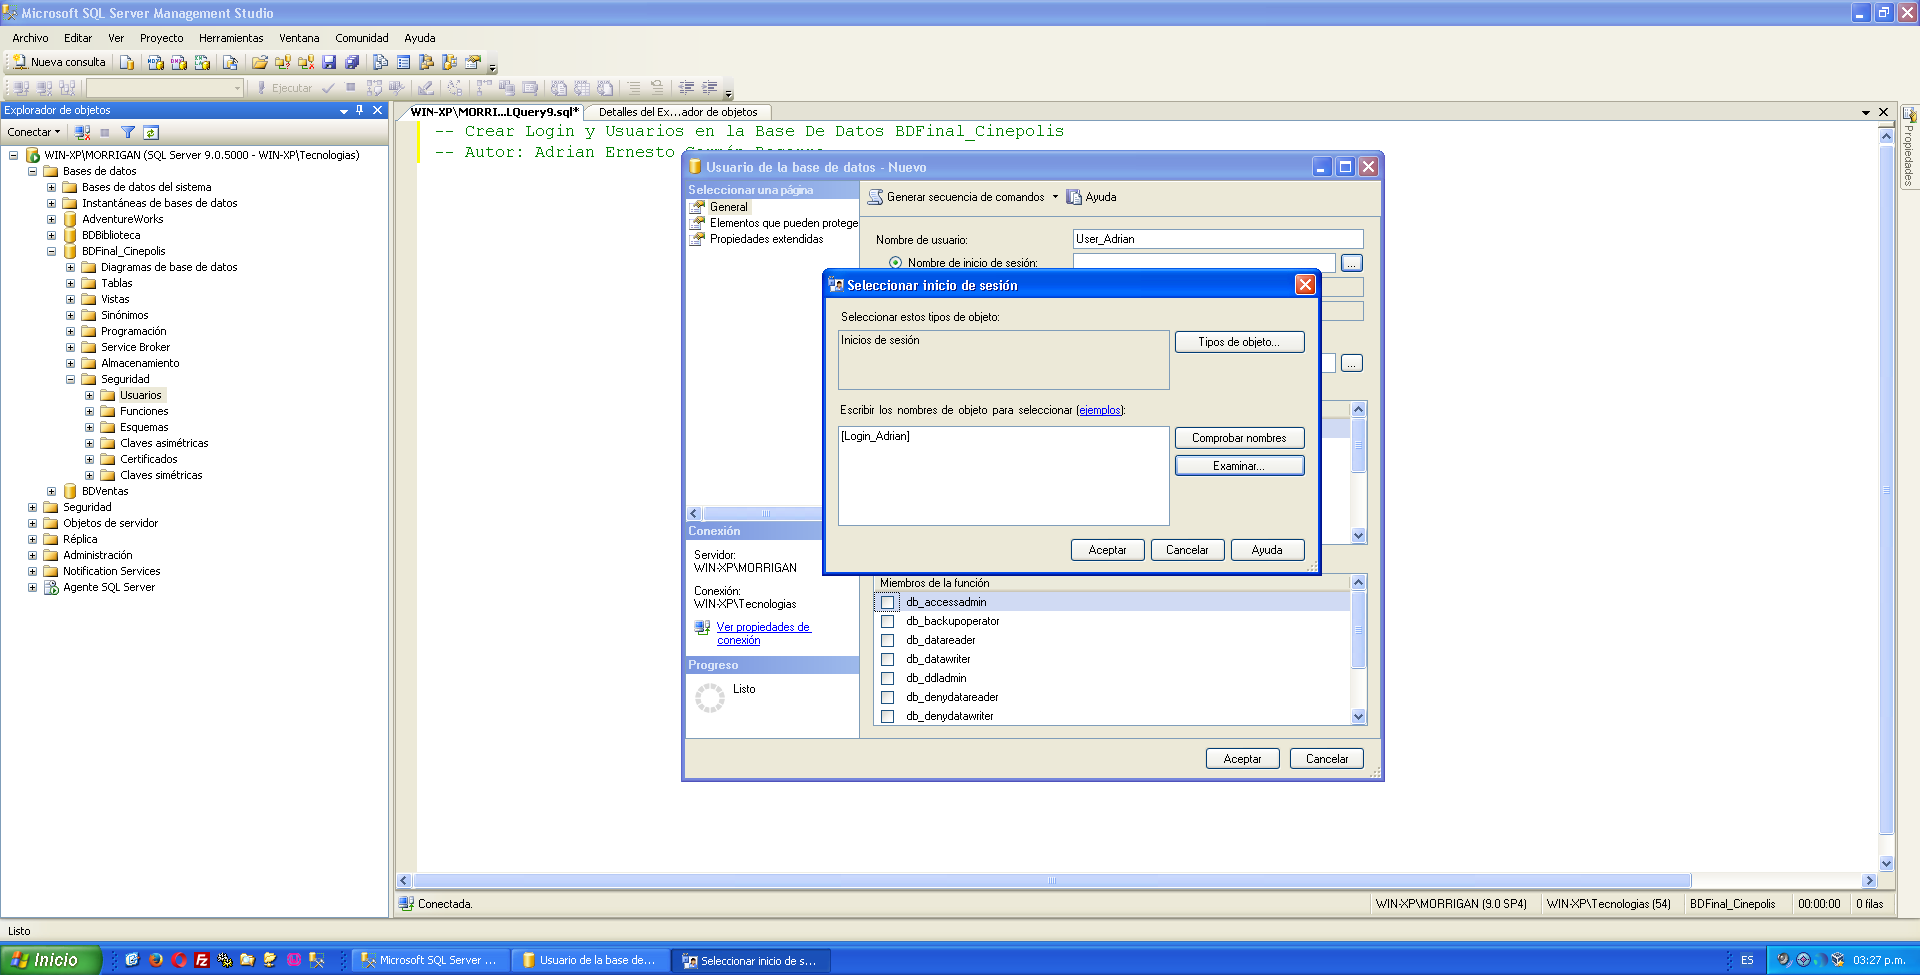 Microsoft SQL Server Management Studio
Archivo Editar Ver Proyecto Herramientas Ventana Comunidad Ayuda
Nueva consulta
Ejecutar
Explorador de objetos
Conectar
WIN-XP\MORRIGAN (SQL Server 9.0.5000 - WIN-XP\Tecnologias)
Bases de datos
Bases de datos del sistema
Instantáneas de bases de datos
AdventureWorks
BDBiblioteca
BDFinal_Cinepolis
Diagramas de base de datos
Tablas
Vistas
Sinónimos
Programación
Service Broker
Almacenamiento
Seguridad
Usuarios
Funciones
Esquemas
Claves asimétricas
Certificados
Claves simétricas
BDVentas
Seguridad
Objetos de servidor
Réplica
Administración
Notification Services
Agente SQL Server
WIN-XP\MORRI...LQuery9.sql* Detalles del Ex...ador de objetos
-- Crear Login y Usuarios en la Base De Datos BDFinal_Cinepolis
-- Autor: Adrian Ernesto
Propiedades
Usuario de la base de datos - Nuevo
Seleccionar una página
General
Elementos que pueden protege
Propiedades extendidas
Generar secuencia de comandos Ayuda
Nombre de usuario: User_Adrian
Nombre de inicio de sesión: ...
...
Seleccionar inicio de sesión
Seleccionar estos tipos de objeto:
Inicios de sesión
Tipos de objeto...
Escribir los nombres de objeto para seleccionar (ejemplos):
[Login_Adrian]
Comprobar nombres
Examinar...
Aceptar Cancelar Ayuda
Conexión
Servidor:
WIN-XP\MORRIGAN
Conexión:
WIN-XP\Tecnologias
Ver propiedades de
conexión
Progreso
Listo
Miembros de la función
db_accessadmin
db_backupoperator
db_datareader
db_datawriter
db_ddladmin
db_denydatareader
db_denydatawriter
Aceptar Cancelar
Conectada. WIN-XP\MORRIGAN (9.0 SP4) WIN-XP\Tecnologias (54) BDFinal_Cinepolis 00:00:00 0 filas
Listo
Inicio Microsoft SQL Server ... Usuario de la base de... Seleccionar inicio de s... ES 03:27 p.m.